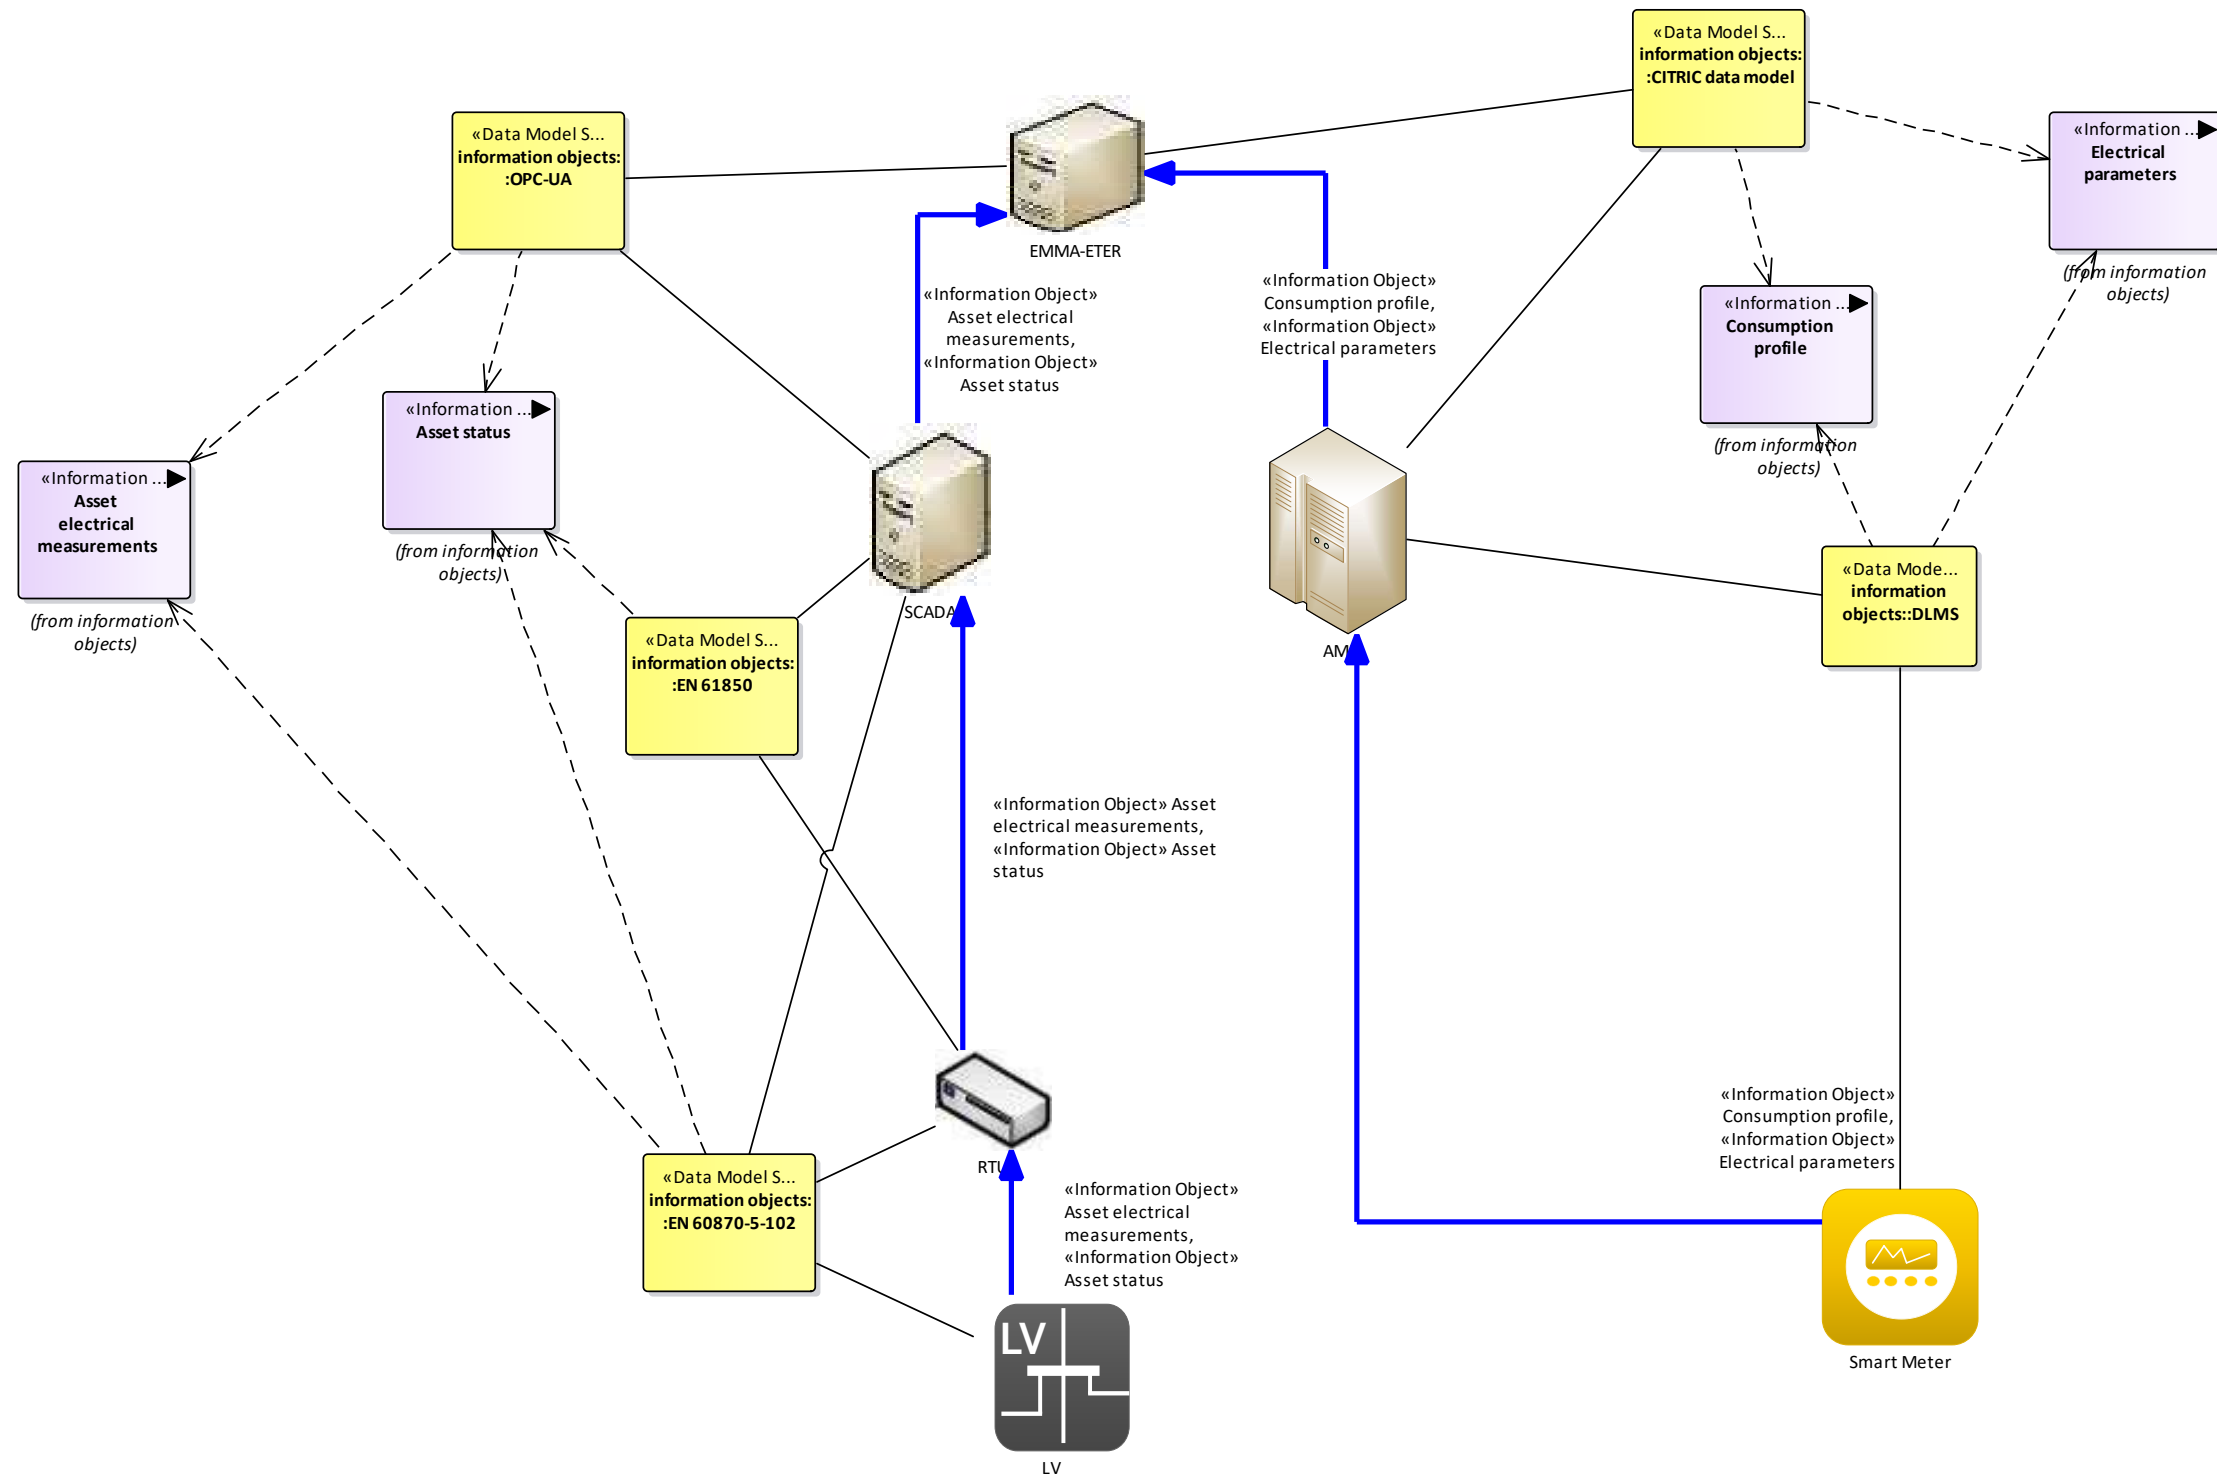 «Data Model S...
information objects:
:CITRIC data model
«Data Model S...
information objects:
:OPC-UA
«Information ...
Electrical
parameters
(from information
objects)
EMMA-ETER
«Information Object»
Asset electrical
measurements,
«Information Object»
Asset status
«Information Object»
Consumption profile,
«Information Object»
Electrical parameters
«Information ...
Consumption
profile
(from information
objects)
«Information ...
Asset status
(from information
objects)
«Information ...
Asset
electrical
measurements
(from information
objects)
SCADA
«Data Model S...
information objects:
:EN 61850
AM
«Data Mode...
information
objects::DLMS
«Information Object» Asset
electrical measurements,
«Information Object» Asset
status
«Information Object»
Consumption profile,
«Information Object»
Electrical parameters
RTU
«Data Model S...
information objects:
:EN 60870-5-102
«Information Object»
Asset electrical
measurements,
«Information Object»
Asset status
LV
LV
Smart Meter